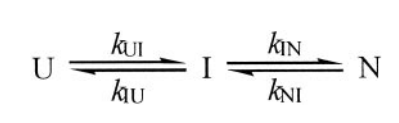 U ⇌ I ⇌ N
kUI kIN
kIU kNI